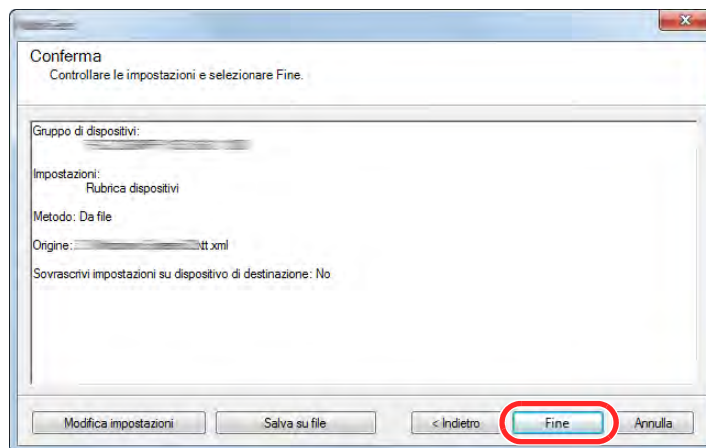 Conferma
Controllare le impostazioni e selezionare Fine.
Gruppo di dispositivi:
Impostazioni:
Rubrica dispositivi
Metodo: Da file
Origine: \tt.xml
Sovrascrivi impostazioni su dispositivo di destinazione: No
Modifica impostazioni Salva su file < Indietro Fine Annulla